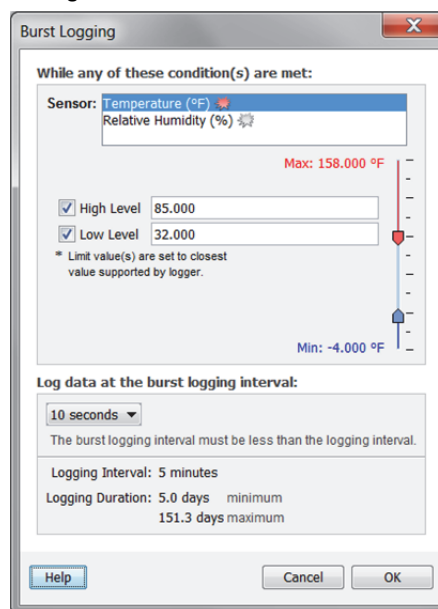 Burst Logging
While any of these condition(s) are met:
Sensor: Temperature (°F)
Relative Humidity (%)
Max: 158.000 °F
High Level 85.000
Low Level 32.000
* Limit value(s) are set to closest
value supported by logger.
Min: -4.000 °F
Log data at the burst logging interval:
10 seconds
The burst logging interval must be less than the logging interval.
Logging Interval: 5 minutes
Logging Duration: 5.0 days minimum
151.3 days maximum
Help Cancel OK